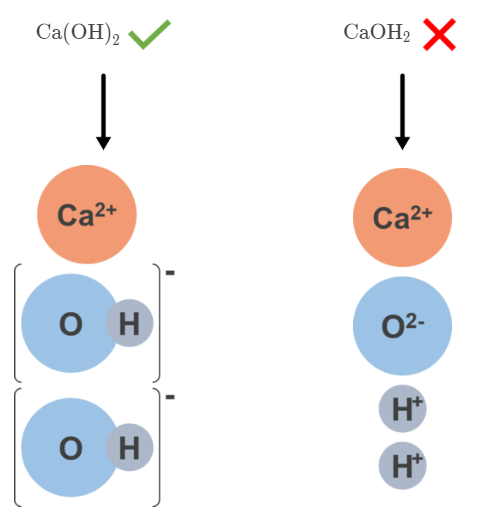 Ca(OH)₂
CaOH₂
Ca²⁺
Ca²⁺
O H -
O²⁻
H⁺
O H -
H⁺